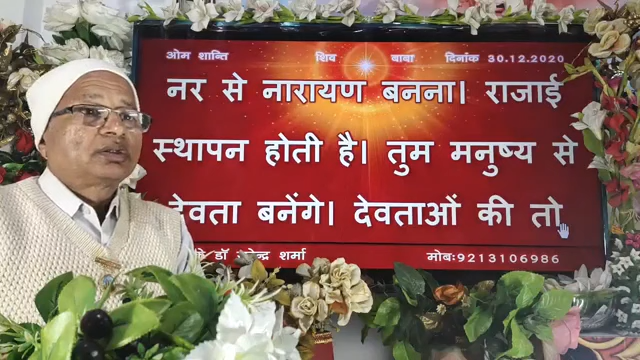 ओम शान्ति शिव बाबा दिनांक 30.12.2020
नर से नारायण बनना। राजाई
स्थापन होती है। तुम मनुष्य से
देवता बनेंगे। देवताओं की तो
डॉ शर्मा मोबः9213106986